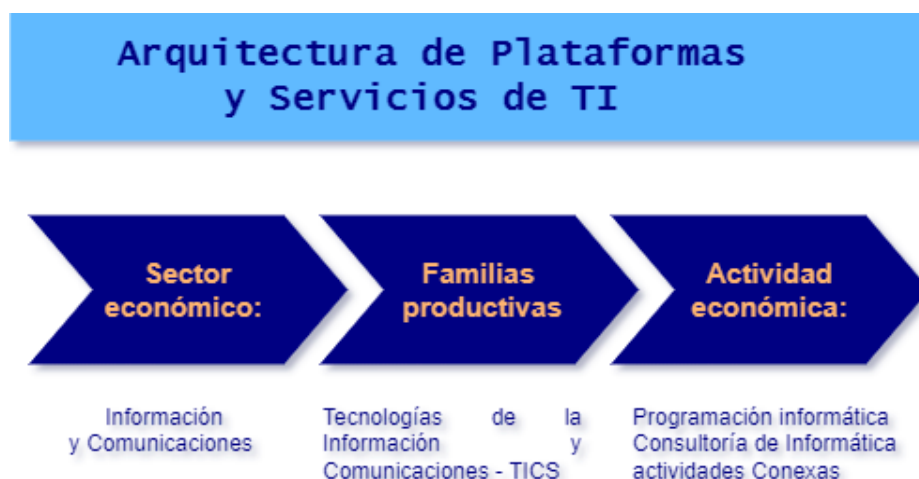 Arquitectura de Plataformas
y Servicios de TI
Sector
económico:
Familias
productivas
Actividad
económica:
Información
y Comunicaciones
Tecnologías de la
Información y
Comunicaciones - TICS
Programación informática
Consultoría de Informática
actividades Conexas